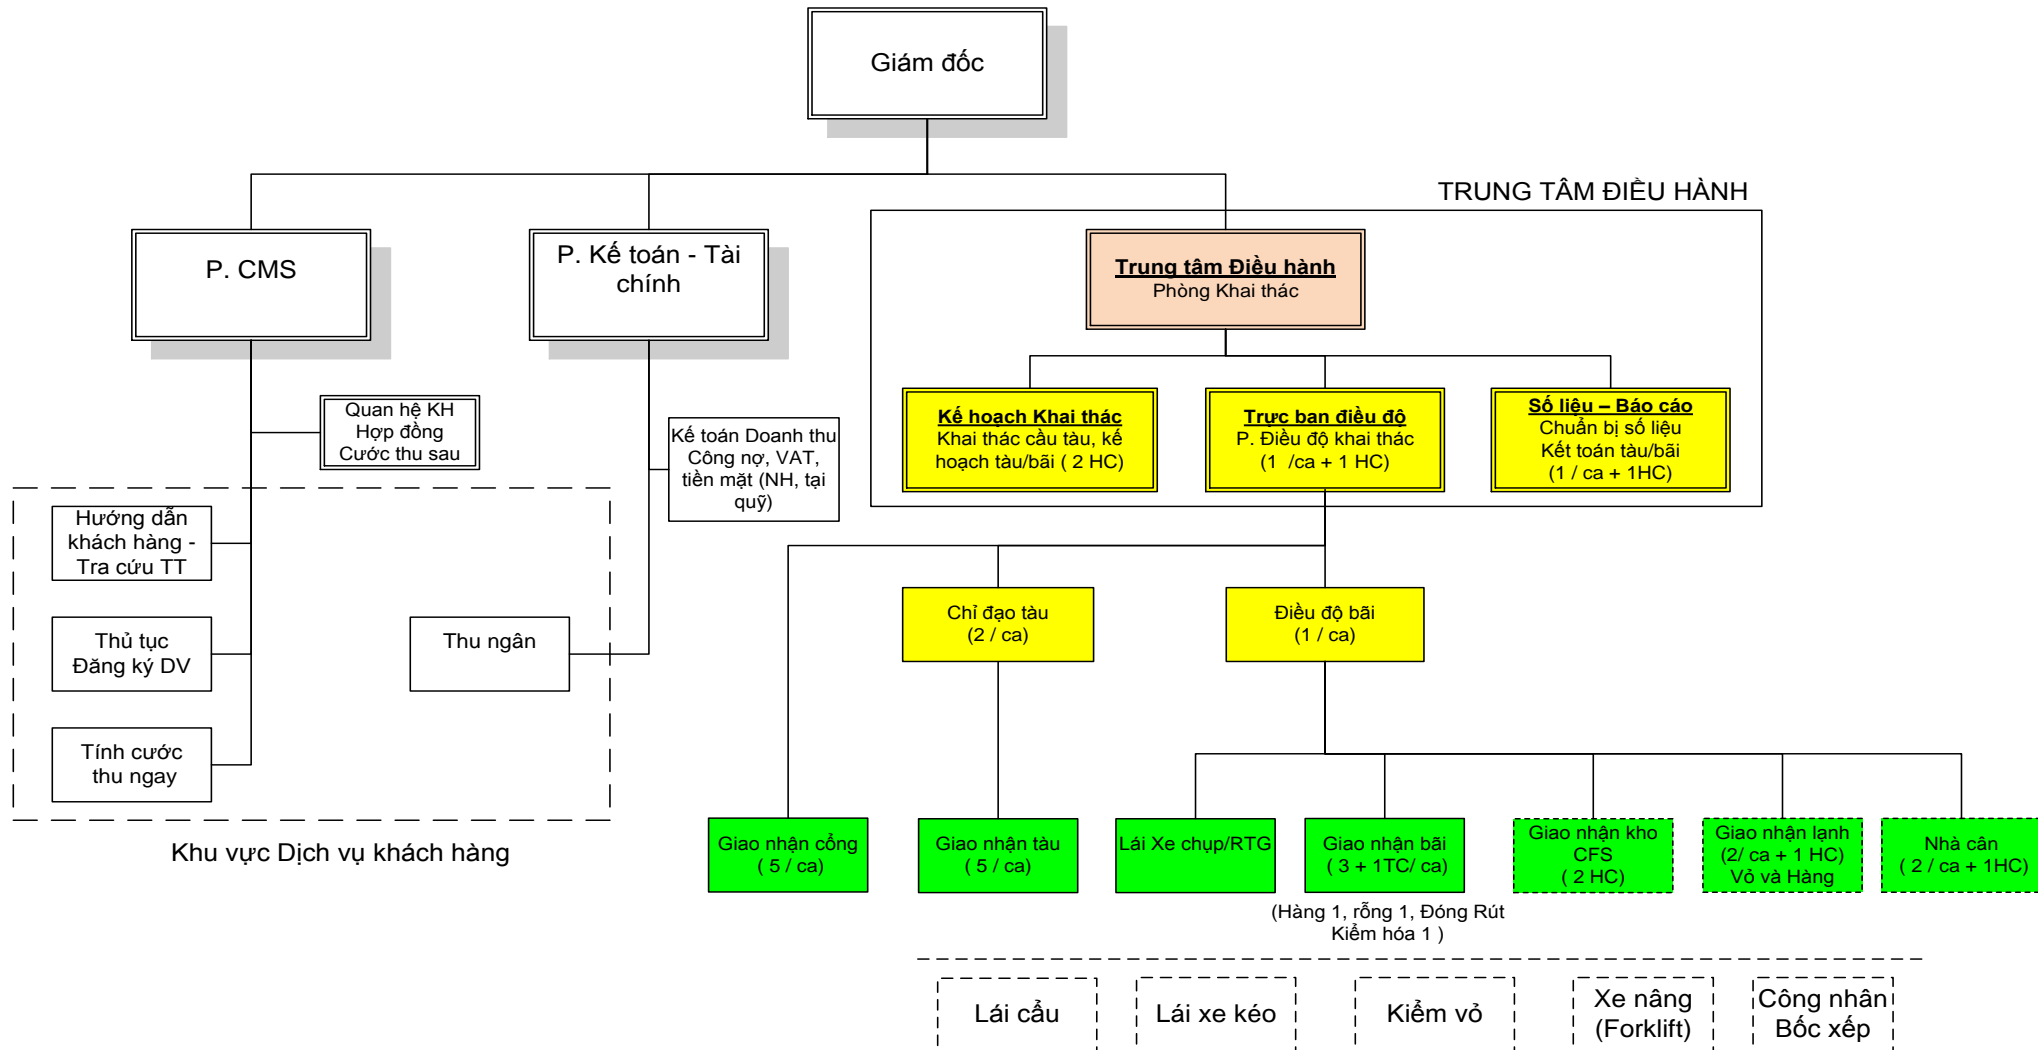 Giám đốc
TRUNG TÂM ĐIỀU HÀNH
P. CMS
P. Kế toán - Tài
chính
Trung tâm Điều hành
Phòng Khai thác
Quan hệ KH
Hợp đồng
Cước thu sau
Kế toán Doanh thu
Công nợ, VAT,
tiền mặt (NH, tại
quỹ)
Kế hoạch Khai thác
Khai thác cầu tàu, kế
hoạch tàu/bãi ( 2 HC)
Trực ban điều độ
P. Điều độ khai thác
(1  /ca + 1 HC)
Số liệu – Báo cáo
Chuẩn bị số liệu
Kết toán tàu/bãi
(1 / ca + 1HC)
Hướng dẫn
khách hàng -
Tra cứu TT
Thủ tục
Đăng ký DV
Thu ngân
Chỉ đạo tàu
(2 / ca)
Điều độ bãi
(1 / ca)
Tính cước
thu ngay
Khu vực Dịch vụ khách hàng
Giao nhận cổng
( 5 / ca)
Giao nhận tàu
( 5 / ca)
Lái Xe chụp/RTG
Giao nhận bãi
( 3 + 1TC/ ca)
Giao nhận kho
CFS
( 2 HC)
Giao nhận lạnh
(2/ ca + 1 HC)
Vỏ và Hàng
Nhà cân
( 2 / ca + 1HC)
(Hàng 1, rỗng 1, Đóng Rút
Kiểm hóa 1 )
Lái cẩu
Lái xe kéo
Kiểm vỏ
Xe nâng
(Forklift)
Công nhân
Bốc xếp